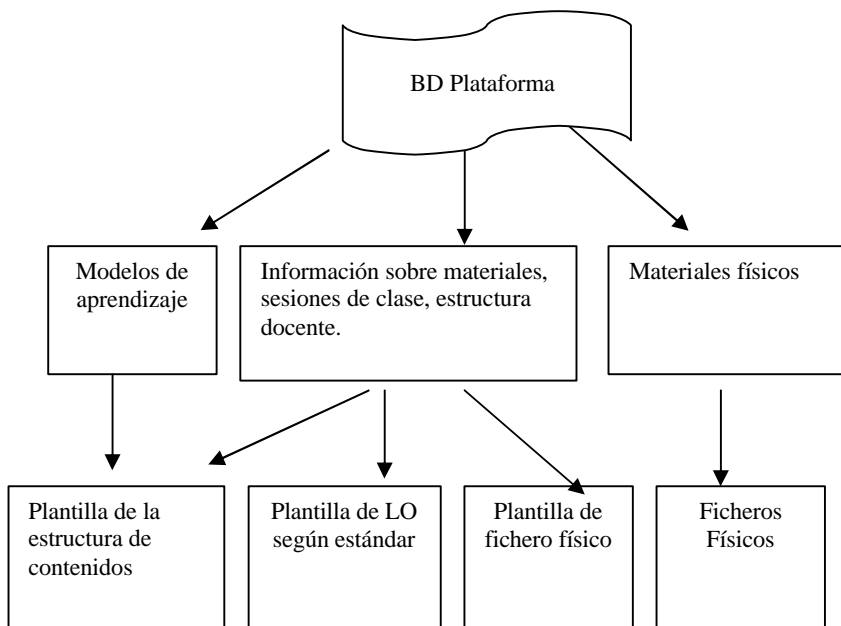 BD Plataforma
Modelos de
aprendizaje
Información sobre materiales,
sesiones de clase, estructura
docente.
Materiales físicos
Plantilla de la
estructura de
contenidos
Plantilla de LO
según estándar
Plantilla de
fichero físico
Ficheros
Físicos